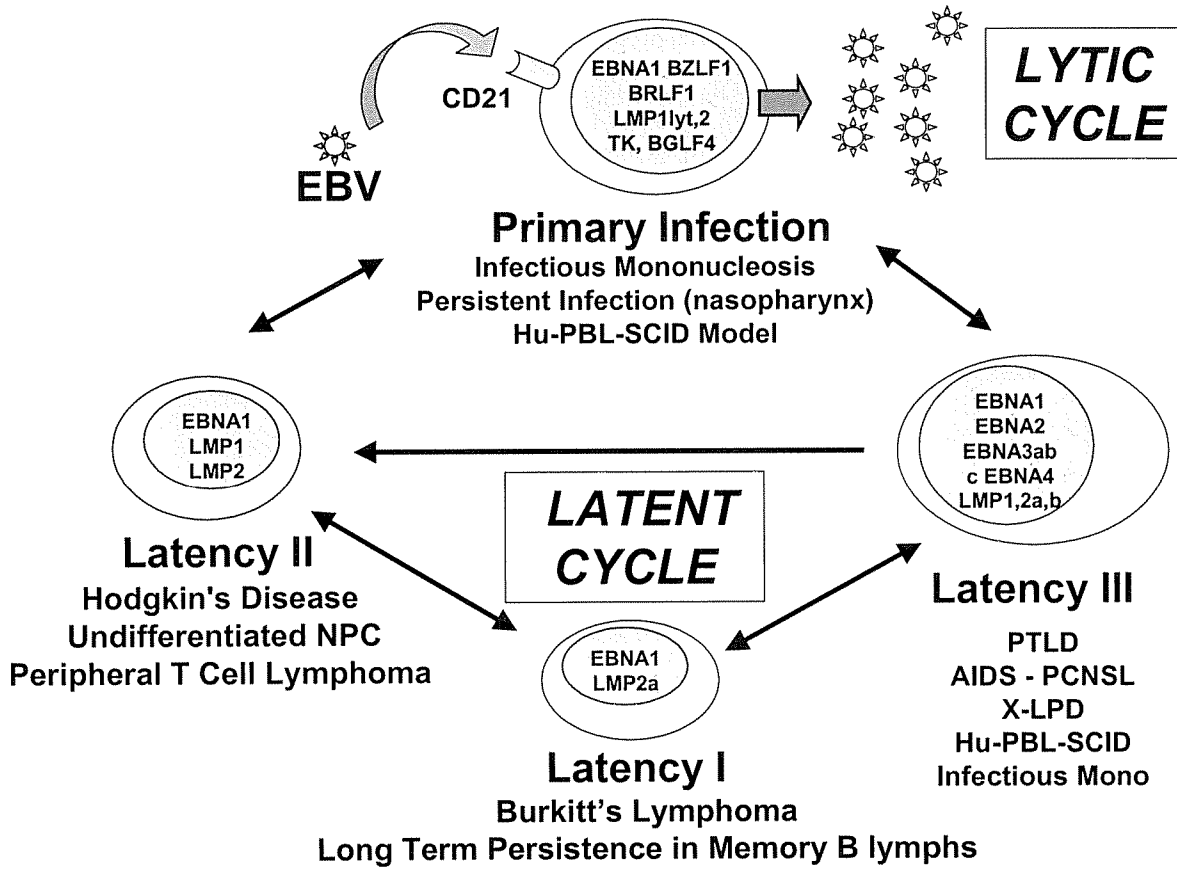 EBV
CD21
EBNA1 BZLF1
BRLF1
LMP1lyt,2
TK, BGLF4
LYTIC
CYCLE
Primary Infection
Infectious Mononucleosis
Persistent Infection (nasopharynx)
Hu-PBL-SCID Model
EBNA1
LMP1
LMP2
Latency II
Hodgkin's Disease
Undifferentiated NPC
Peripheral T Cell Lymphoma
LATENT
CYCLE
EBNA1
LMP2a
Latency I
Burkitt's Lymphoma
Long Term Persistence in Memory B lymphs
EBNA1
EBNA2
EBNA3ab
c EBNA4
LMP1,2a,b
Latency III
PTLD
AIDS - PCNSL
X-LPD
Hu-PBL-SCID
Infectious Mono